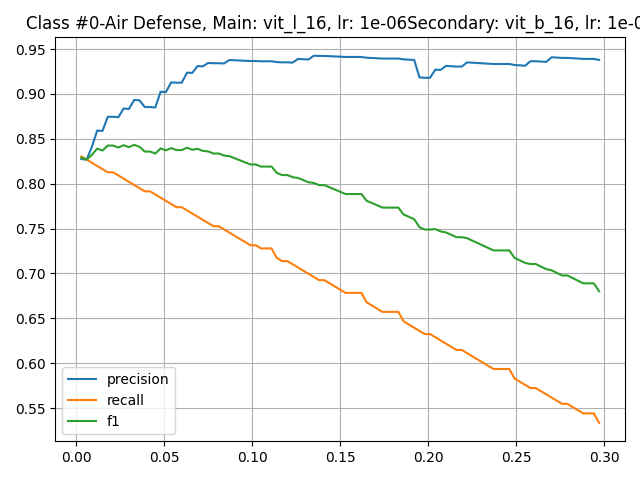 Class #0-Air Defense, Main: vit_l_16, lr: 1e-06Secondary: vit_b_16, lr: 1e-0
0.95
0.90
0.85
0.80
0.75
0.70
0.65
0.60
0.55
precision
recall
f1
0.00 0.05 0.10 0.15 0.20 0.25 0.30